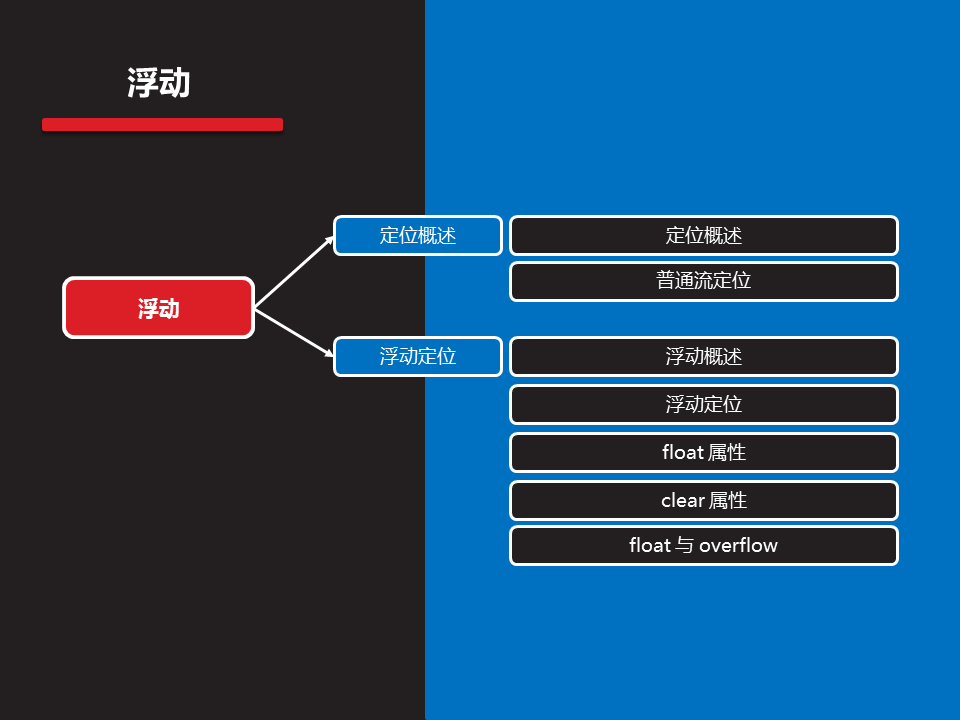 浮动
浮动
定位概述
定位概述
普通流定位
浮动定位
浮动概述
浮动定位
float 属性
clear 属性
float 与 overflow